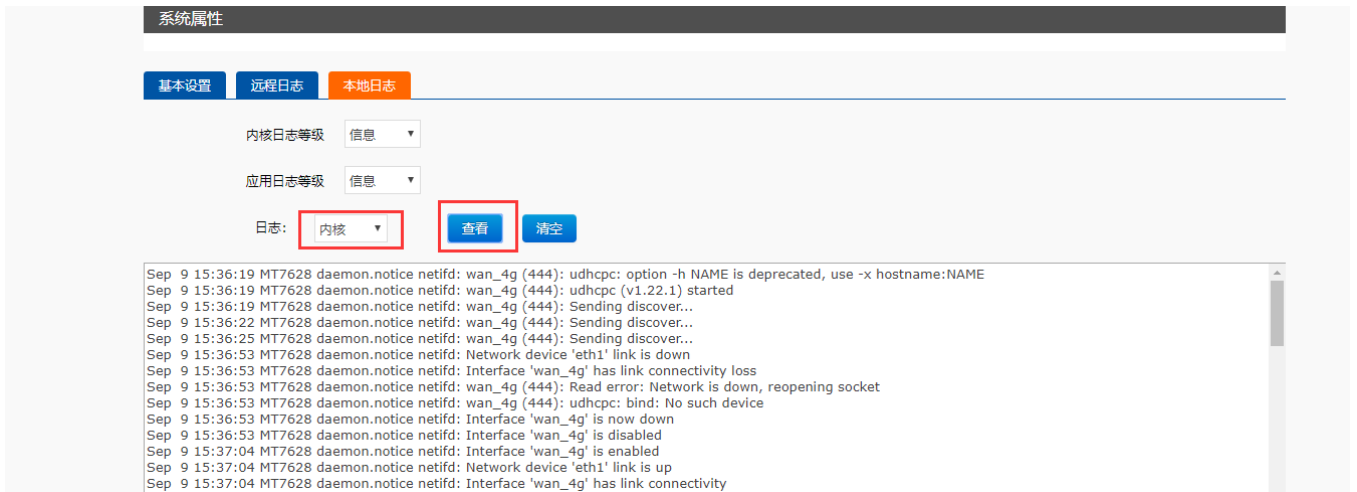 系统属性
基本设置 远程日志 本地日志
内核日志等级 信息
应用日志等级 信息
日志: 内核 查看 清空
Sep  9 15:36:19 MT7628 daemon.notice netifd: wan_4g (444): udhcpc: option -h NAME is deprecated, use -x hostname:NAME
Sep  9 15:36:19 MT7628 daemon.notice netifd: wan_4g (444): udhcpc (v1.22.1) started
Sep  9 15:36:19 MT7628 daemon.notice netifd: wan_4g (444): Sending discover...
Sep  9 15:36:22 MT7628 daemon.notice netifd: wan_4g (444): Sending discover...
Sep  9 15:36:25 MT7628 daemon.notice netifd: wan_4g (444): Sending discover...
Sep  9 15:36:53 MT7628 daemon.notice netifd: Network device 'eth1' link is down
Sep  9 15:36:53 MT7628 daemon.notice netifd: Interface 'wan_4g' has link connectivity loss
Sep  9 15:36:53 MT7628 daemon.notice netifd: wan_4g (444): Read error: Network is down, reopening socket
Sep  9 15:36:53 MT7628 daemon.notice netifd: wan_4g (444): udhcpc: bind: No such device
Sep  9 15:36:53 MT7628 daemon.notice netifd: Interface 'wan_4g' is now down
Sep  9 15:36:53 MT7628 daemon.notice netifd: Interface 'wan_4g' is disabled
Sep  9 15:37:04 MT7628 daemon.notice netifd: Interface 'wan_4g' is enabled
Sep  9 15:37:04 MT7628 daemon.notice netifd: Network device 'eth1' link is up
Sep  9 15:37:04 MT7628 daemon.notice netifd: Interface 'wan_4g' has link connectivity